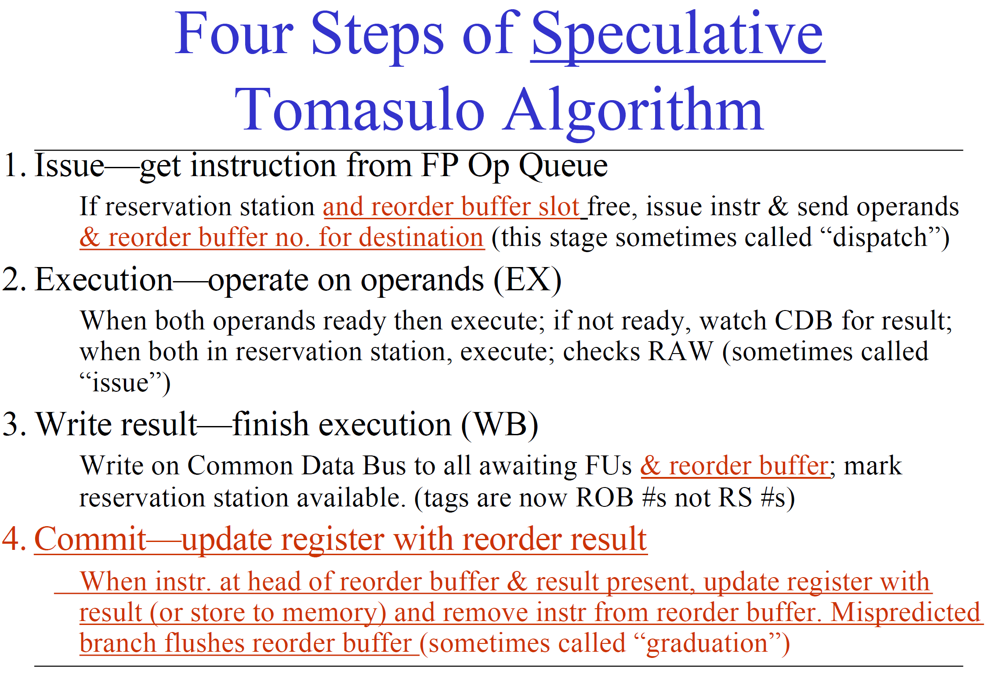 Four Steps of Speculative
Tomasulo Algorithm
1. Issue—get instruction from FP Op Queue
If reservation station and reorder buffer slot free, issue instr & send operands
& reorder buffer no. for destination (this stage sometimes called “dispatch”)
2. Execution—operate on operands (EX)
When both operands ready then execute; if not ready, watch CDB for result;
when both in reservation station, execute; checks RAW (sometimes called
“issue”)
3. Write result—finish execution (WB)
Write on Common Data Bus to all awaiting FUs & reorder buffer; mark
reservation station available. (tags are now ROB #s not RS #s)
4. Commit—update register with reorder result
When instr. at head of reorder buffer & result present, update register with
result (or store to memory) and remove instr from reorder buffer. Mispredicted
branch flushes reorder buffer (sometimes called “graduation”)